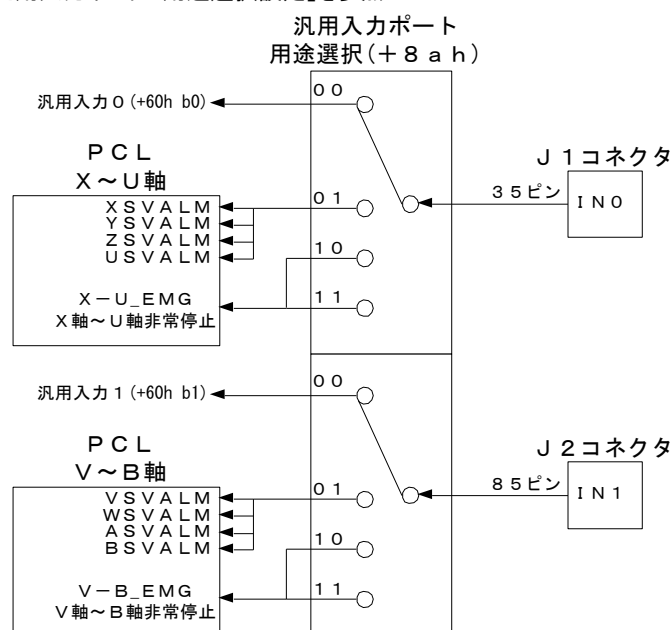 汎用入力ポート
用途選択(+8ah)
00
汎用入力0 (+60h b0)
PCL
X~U軸
J1コネクタ
35ピン
IN0
01
XSVALM
YSVALM
ZSVALM
USVALM
10
X-U_EMG
X軸~U軸非常停止
11
00
汎用入力1 (+60h b1)
PCL
V~B軸
J2コネクタ
85ピン
IN1
01
VSVALM
WSVALM
ASVALM
BSVALM
10
V-B_EMG
V軸~B軸非常停止
11